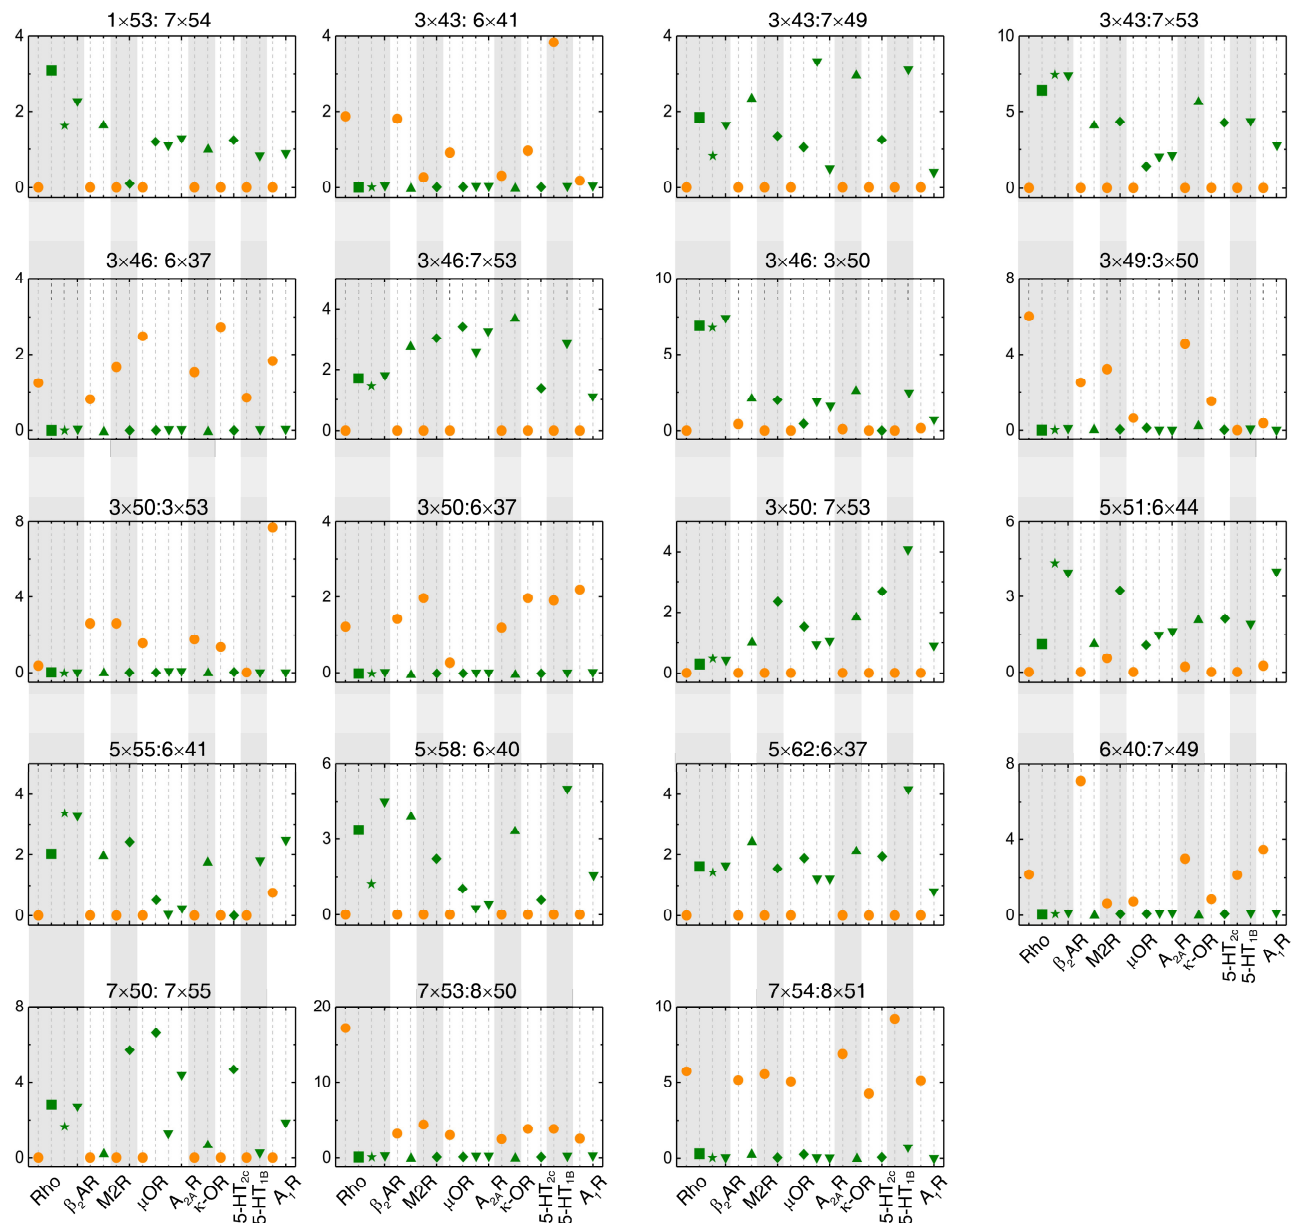 1×53: 7×54
3×43: 6×41
3×43:7×49
3×43:7×53
4
2
0
4
2
0
4
2
0
10
5
0
3×46: 6×37
3×46:7×53
3×46: 3×50
3×49:3×50
4
2
0
4
2
0
10
5
0
8
4
0
3×50:3×53
3×50:6×37
3×50: 7×53
5×51:6×44
8
4
0
4
2
0
4
2
0
6
3
0
5×55:6×41
5×58: 6×40
5×62:6×37
6×40:7×49
4
2
0
6
3
0
4
2
0
8
4
0
Rho
β₂AR
M2R
µOR
A₂ₐR
κ-OR
5-HT₂c
5-HT₁B
A₁R
7×50: 7×55
7×53:8×50
7×54:8×51
8
4
0
20
10
0
10
5
0
Rho
β₂AR
M2R
µOR
A₂ₐR
κ-OR
5-HT₂c
5-HT₁B
A₁R
Rho
β₂AR
M2R
µOR
A₂ₐR
κ-OR
5-HT₂c
5-HT₁B
A₁R
Rho
β₂AR
M2R
µOR
A₂ₐR
κ-OR
5-HT₂c
5-HT₁B
A₁R